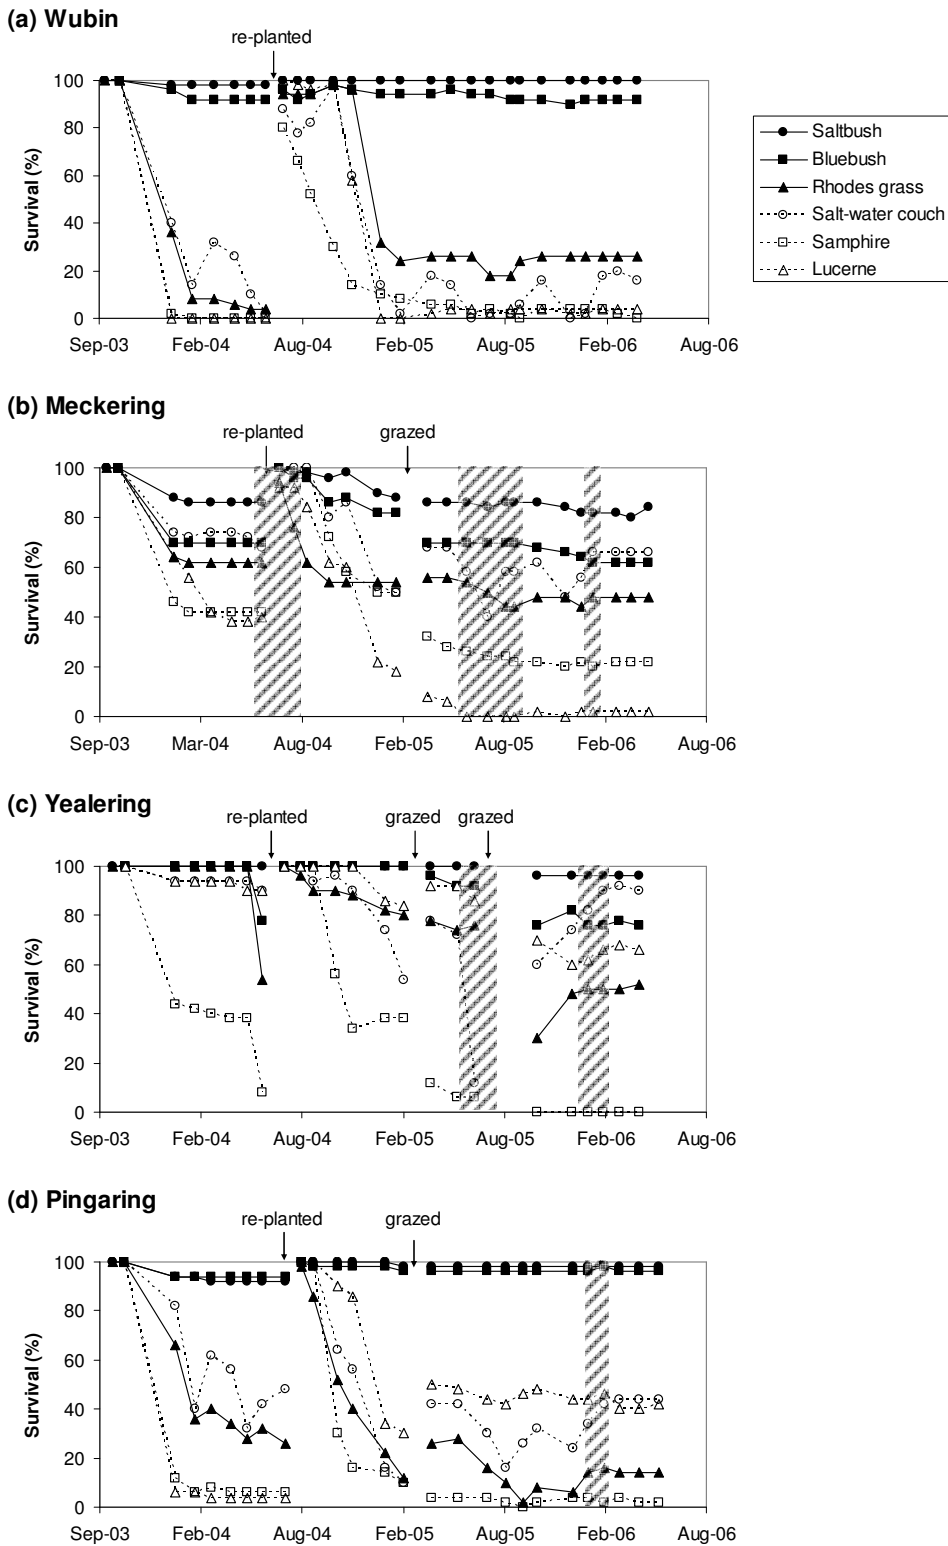 (a) Wubin
re-planted
100
80
60
40
20
0
Survival (%)
Sep-03 Feb-04 Aug-04 Feb-05 Aug-05 Feb-06 Aug-06
Saltbush
Bluebush
Rhodes grass
Salt-water couch
Samphire
Lucerne
(b) Meckering
re-planted grazed
100
80
60
40
20
0
Survival (%)
Sep-03 Mar-04 Aug-04 Feb-05 Aug-05 Feb-06 Aug-06
(c) Yealering
re-planted grazed grazed
100
80
60
40
20
0
Survival (%)
Sep-03 Feb-04 Aug-04 Feb-05 Aug-05 Feb-06 Aug-06
(d) Pingaring
re-planted grazed
100
80
60
40
20
0
Survival (%)
Sep-03 Feb-04 Aug-04 Feb-05 Aug-05 Feb-06 Aug-06